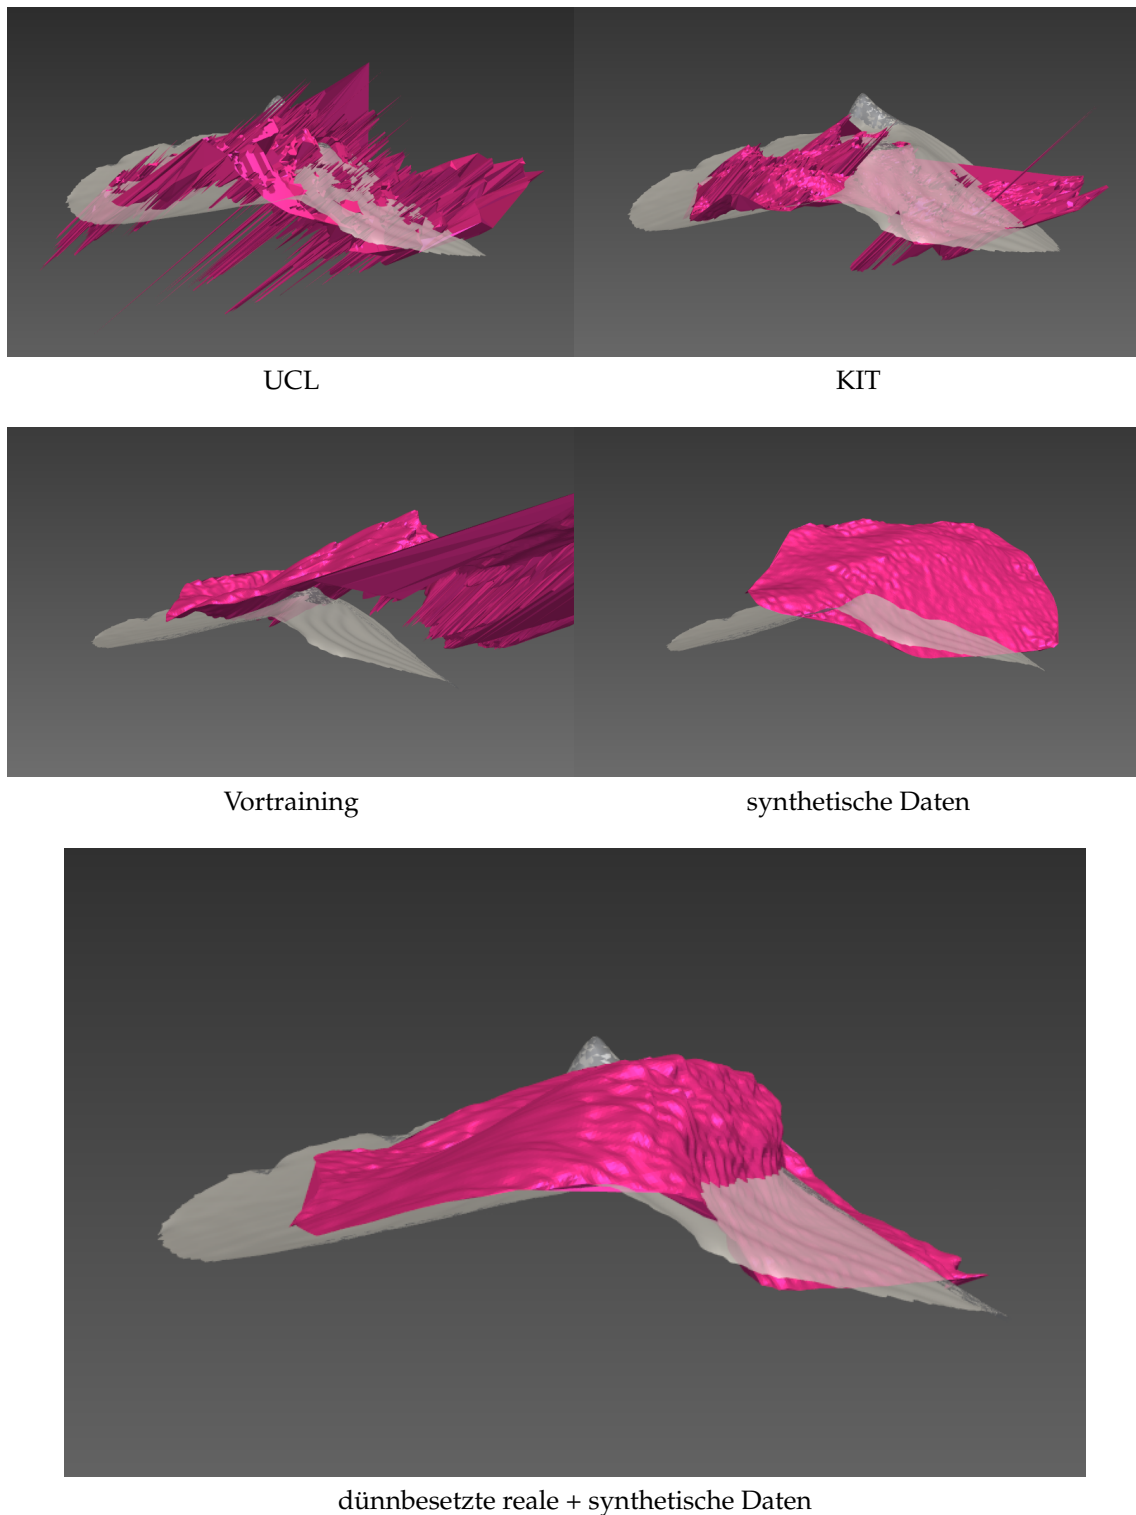 UCL
KIT
Vortraining
synthetische Daten
dünnbesetzte reale + synthetische Daten